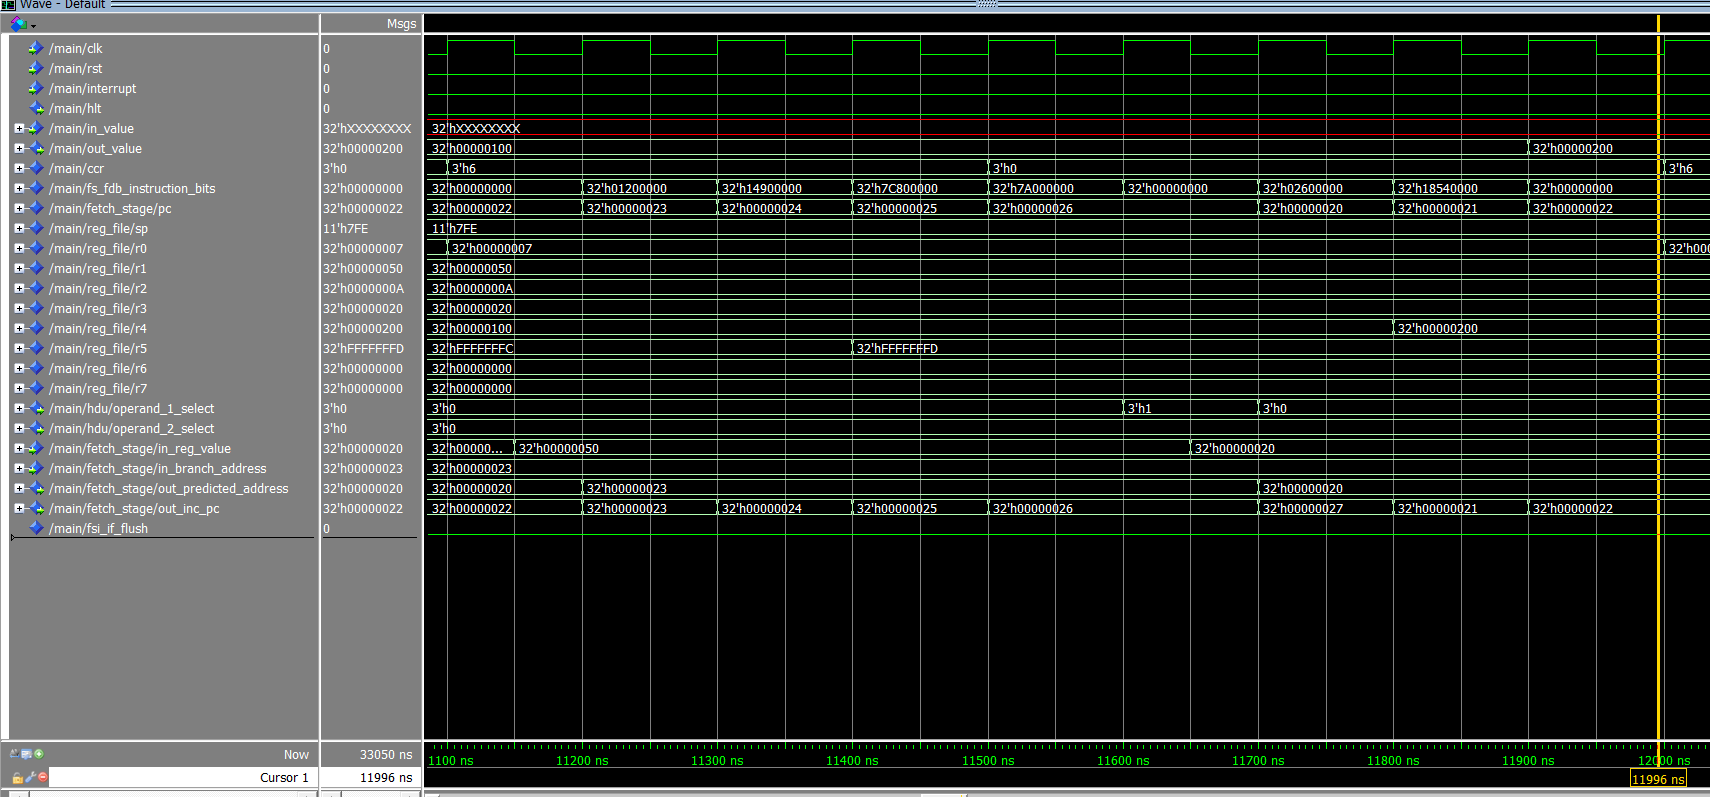 Wave - Default
Msgs
/main/clk 0
/main/rst 0
/main/interrupt 0
/main/hlt 0
/main/in_value 32'hXXXXXXXX 32'hXXXXXXXX
/main/out_value 32'h00000200 32'h00000100 32'h00000200
/main/ccr 3'h0 3'h6 3'h0 3'h6
/main/fs_fdb_instruction_bits 32'h00000000 32'h00000000 32'h01200000 32'h14900000 32'h7C800000 32'h7A000000 32'h00000000 32'h02600000 32'h18540000 32'h00000000
/main/fetch_stage/pc 32'h00000022 32'h00000022 32'h00000023 32'h00000024 32'h00000025 32'h00000026 32'h00000020 32'h00000021 32'h00000022
/main/reg_file/sp 11'h7FE 11'h7FE
/main/reg_file/r0 32'h00000007 32'h00000007 32'h00
/main/reg_file/r1 32'h00000050 32'h00000050
/main/reg_file/r2 32'h0000000A 32'h0000000A
/main/reg_file/r3 32'h00000020 32'h00000020
/main/reg_file/r4 32'h00000200 32'h00000100 32'h00000200
/main/reg_file/r5 32'hFFFFFFFD 32'hFFFFFFFC 32'hFFFFFFFD
/main/reg_file/r6 32'h00000000 32'h00000000
/main/reg_file/r7 32'h00000000 32'h00000000
/main/hdu/operand_1_select 3'h0 3'h0 3'h1 3'h0
/main/hdu/operand_2_select 3'h0 3'h0
/main/fetch_stage/in_reg_value 32'h00000020 32'h00000... 32'h00000050 32'h00000020
/main/fetch_stage/in_branch_address 32'h00000023 32'h00000023
/main/fetch_stage/out_predicted_address 32'h00000020 32'h00000020 32'h00000023 32'h00000020
/main/fetch_stage/out_inc_pc 32'h00000022 32'h00000022 32'h00000023 32'h00000024 32'h00000025 32'h00000026 32'h00000027 32'h00000021 32'h00000022
/main/fsi_if_flush 0
Now 33050 ns 1100 ns 11200 ns 11300 ns 11400 ns 11500 ns 11600 ns 11700 ns 11800 ns 11900 ns 12000 ns
Cursor 1 11996 ns 11996 ns